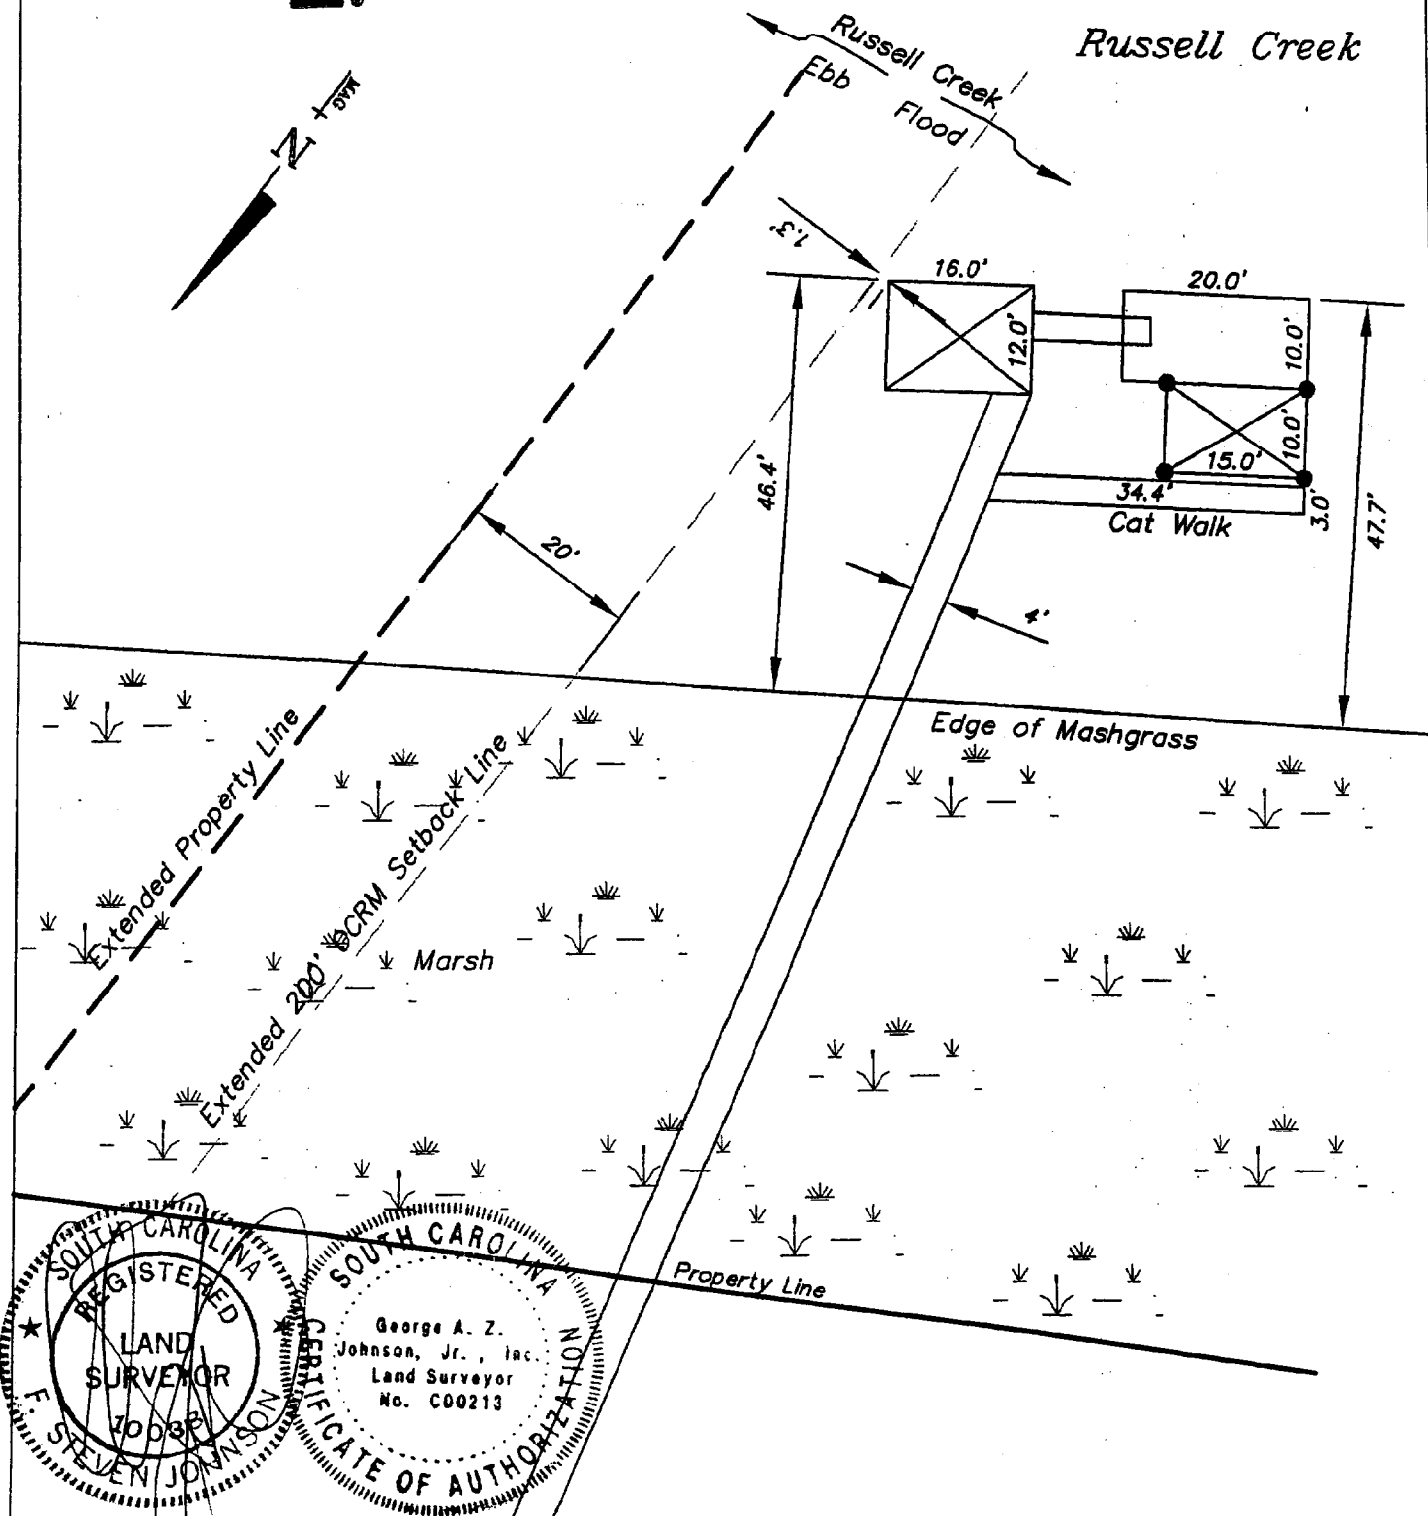 Russell Creek
Russell Creek
Ebb
Flood
N
MAG
1.3'
16.0'
12.0'
20.0'
10.0'
10.0'
15.0'
34.4'
3.0'
Cat Walk
46.4'
47.7'
20'
4'
Edge of Mashgrass
Extended Property Line
Extended 200' OCRM Setback Line
Marsh
Property Line
SOUTH CAROLINA
REGISTERED
LAND
SURVEYOR
F. STEVEN JOHNSON
SOUTH CAROLINA
George A. Z.
Johnson, Jr., Inc.
Land Surveyor
No. C00213
CERTIFICATE OF AUTHORIZATION